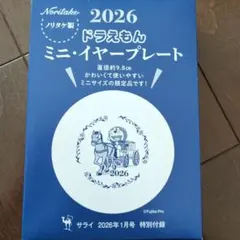 Noritake
ノリタケ製
2026
ドラえもん
ミニ・イヤープレート
直径約9.8cm
かわいくて使いやすい
ミニサイズの限定品です!
2026
©Fujiko-Pro
サライ 2026年1月号 特別付録